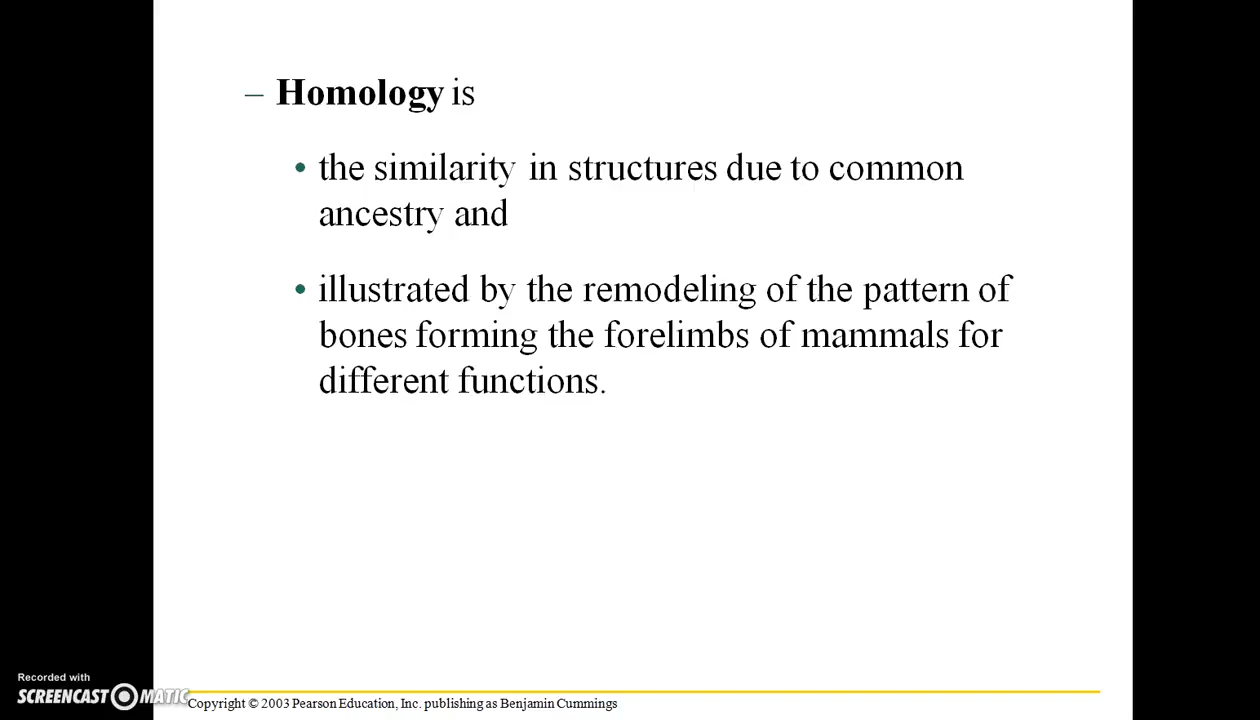 – Homology is
• the similarity in structures due to common
ancestry and
• illustrated by the remodeling of the pattern of
bones forming the forelimbs of mammals for
different functions.
Recorded with
SCREENCAST MATIC
Copyright © 2003 Pearson Education, Inc. publishing as Benjamin Cummings